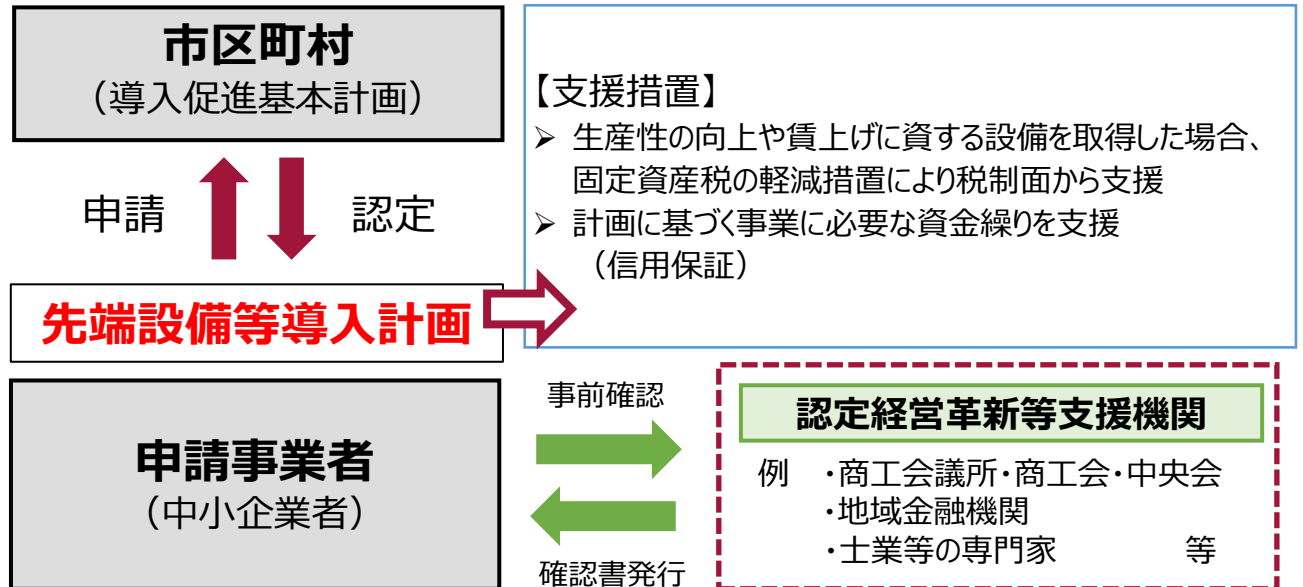 市区町村
（導入促進基本計画）
申請
認定
先端設備等導入計画
申請事業者
（中小企業者）
【支援措置】
➢ 生産性の向上や賃上げに資する設備を取得した場合、
固定資産税の軽減措置により税制面から支援
➢ 計画に基づく事業に必要な資金繰りを支援
（信用保証）
事前確認
確認書発行
認定経営革新等支援機関
例 ・商工会議所・商工会・中央会
・地域金融機関
・士業等の専門家 等